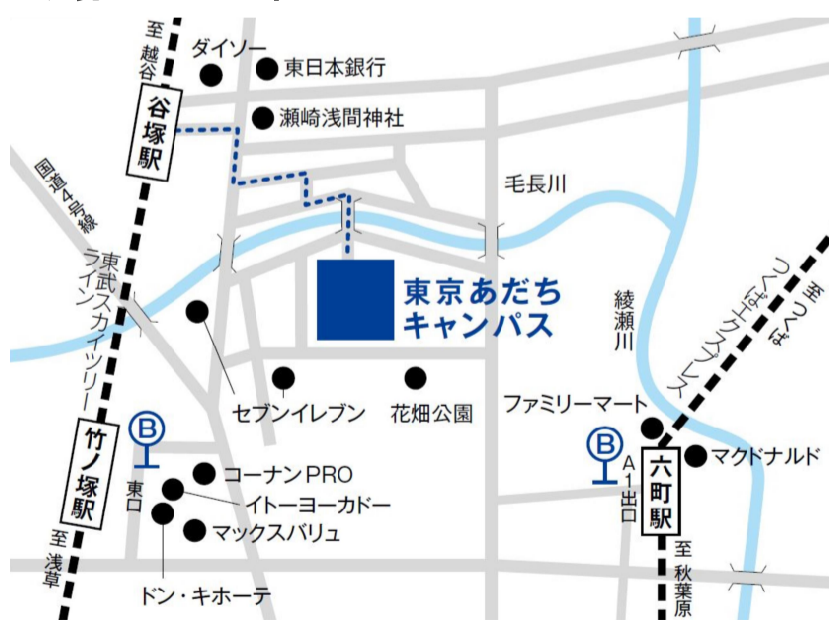 至 越谷
ダイソー
東日本銀行
谷塚駅
瀬崎浅間神社
国道4号線
毛長川
東武スカイツリー
ライン
東京あだち
キャンパス
綾瀬川
至 つくば
つくばエクスプレス
セブンイレブン
花畑公園
ファミリーマート
B
B
竹ノ塚駅
東口
コーナンPRO
イトーヨーカドー
マックスバリュ
A1出口
六町駅
マクドナルド
至 浅草
ドン・キホーテ
至 秋葉原